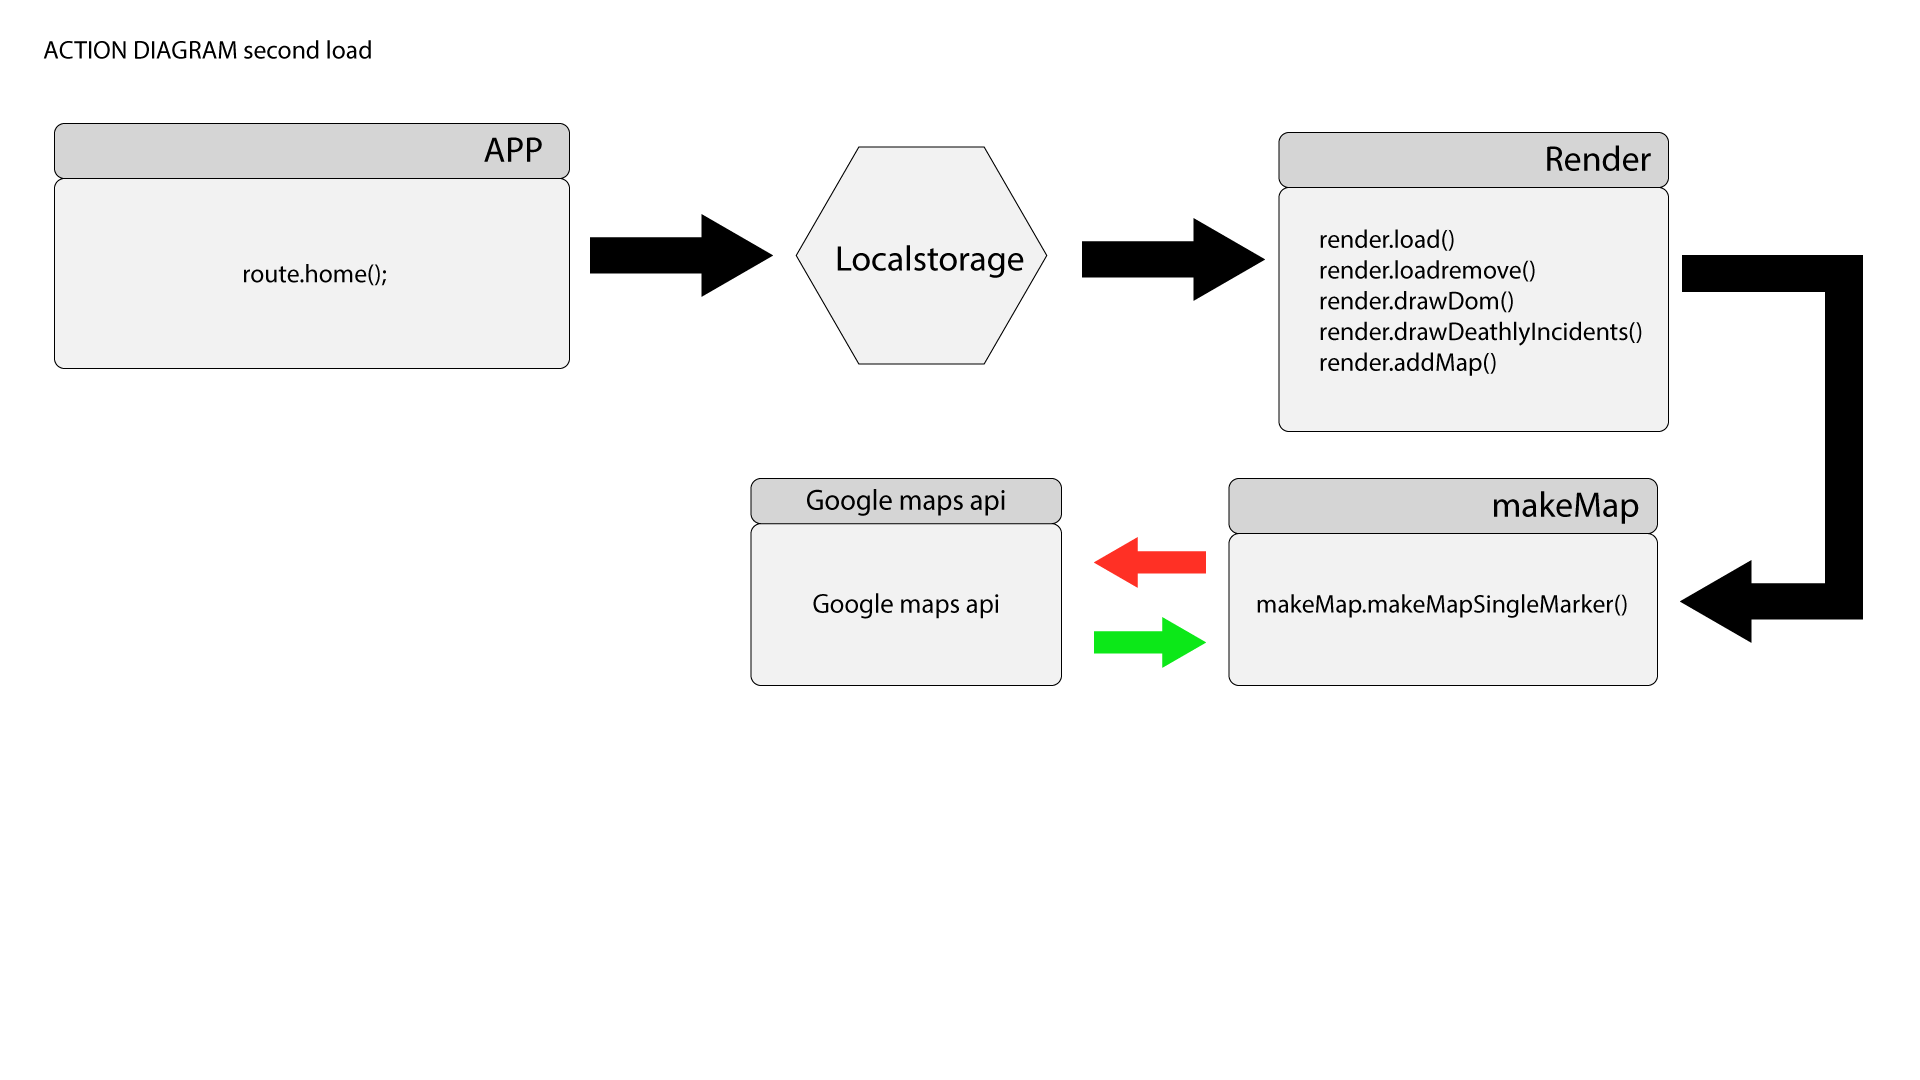 ACTION DIAGRAM second load
APP
route.home();
Localstorage
Render
render.load()
render.loadremove()
render.drawDom()
render.drawDeathlyIncidents()
render.addMap()
Google maps api
Google maps api
makeMap
makeMap.makeMapSingleMarker()